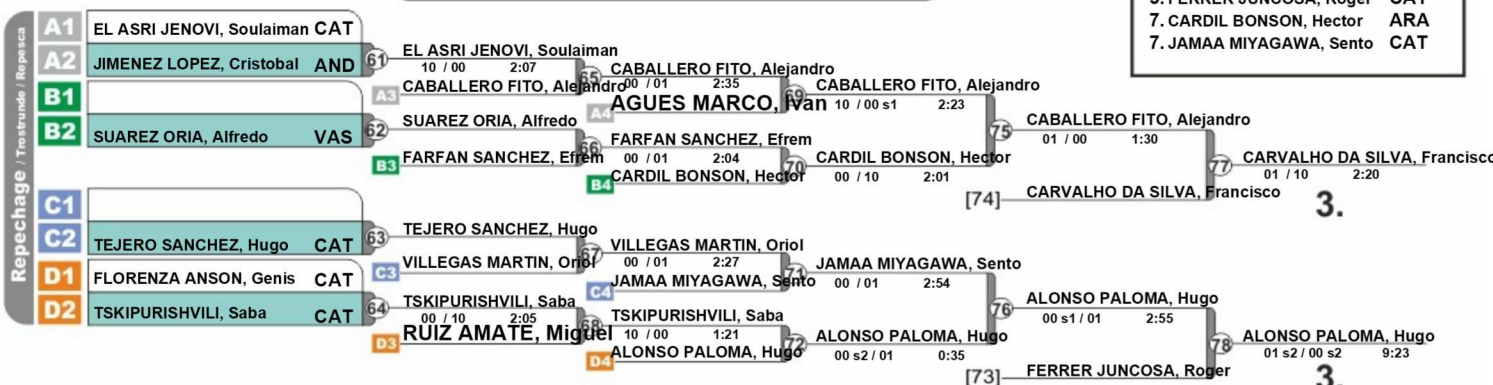 5. FERRER JUNCOSA, Roger CAT
7. CARDIL BONSON, Hector ARA
7. JAMAA MIYAGAWA, Sento CAT
Repechage / Trostrunde / Repesca
A1 EL ASRI JENOVI, Soulaiman CAT
A2 JIMENEZ LOPEZ, Cristobal AND
61 EL ASRI JENOVI, Soulaiman
10 / 00 2:07
A3 CABALLERO FITO, Alejandro
65 CABALLERO FITO, Alejandro
00 / 01 2:35
A4 AGUES MARCO, Ivan
69 CABALLERO FITO, Alejandro
10 / 00 s1 2:23
B1
B2 SUAREZ ORIA, Alfredo VAS
62 SUAREZ ORIA, Alfredo
B3 FARFAN SANCHEZ, Efrem
66 FARFAN SANCHEZ, Efrem
00 / 01 2:04
B4 CARDIL BONSON, Hector
70 CARDIL BONSON, Hector
00 / 10 2:01
75 CABALLERO FITO, Alejandro
01 / 00 1:30
[74] CARVALHO DA SILVA, Francisco
77 CARVALHO DA SILVA, Francisco
01 / 10 2:20
3.
C1
C2 TEJERO SANCHEZ, Hugo CAT
63 TEJERO SANCHEZ, Hugo
C3 VILLEGAS MARTIN, Oriol
67 VILLEGAS MARTIN, Oriol
00 / 01 2:27
C4 JAMAA MIYAGAWA, Sento
71 JAMAA MIYAGAWA, Sento
00 / 01 2:54
D1 FLORENZA ANSON, Genis CAT
D2 TSKIPURISHVILI, Saba CAT
64 TSKIPURISHVILI, Saba
00 / 10 2:05
D3 RUIZ AMATE, Miguel
68 TSKIPURISHVILI, Saba
10 / 00 1:21
D4 ALONSO PALOMA, Hugo
72 ALONSO PALOMA, Hugo
00 s2 / 01 0:35
76 ALONSO PALOMA, Hugo
00 s1 / 01 2:55
[73] FERRER JUNCOSA, Roger
78 ALONSO PALOMA, Hugo
01 s2 / 00 s2 9:23
3.